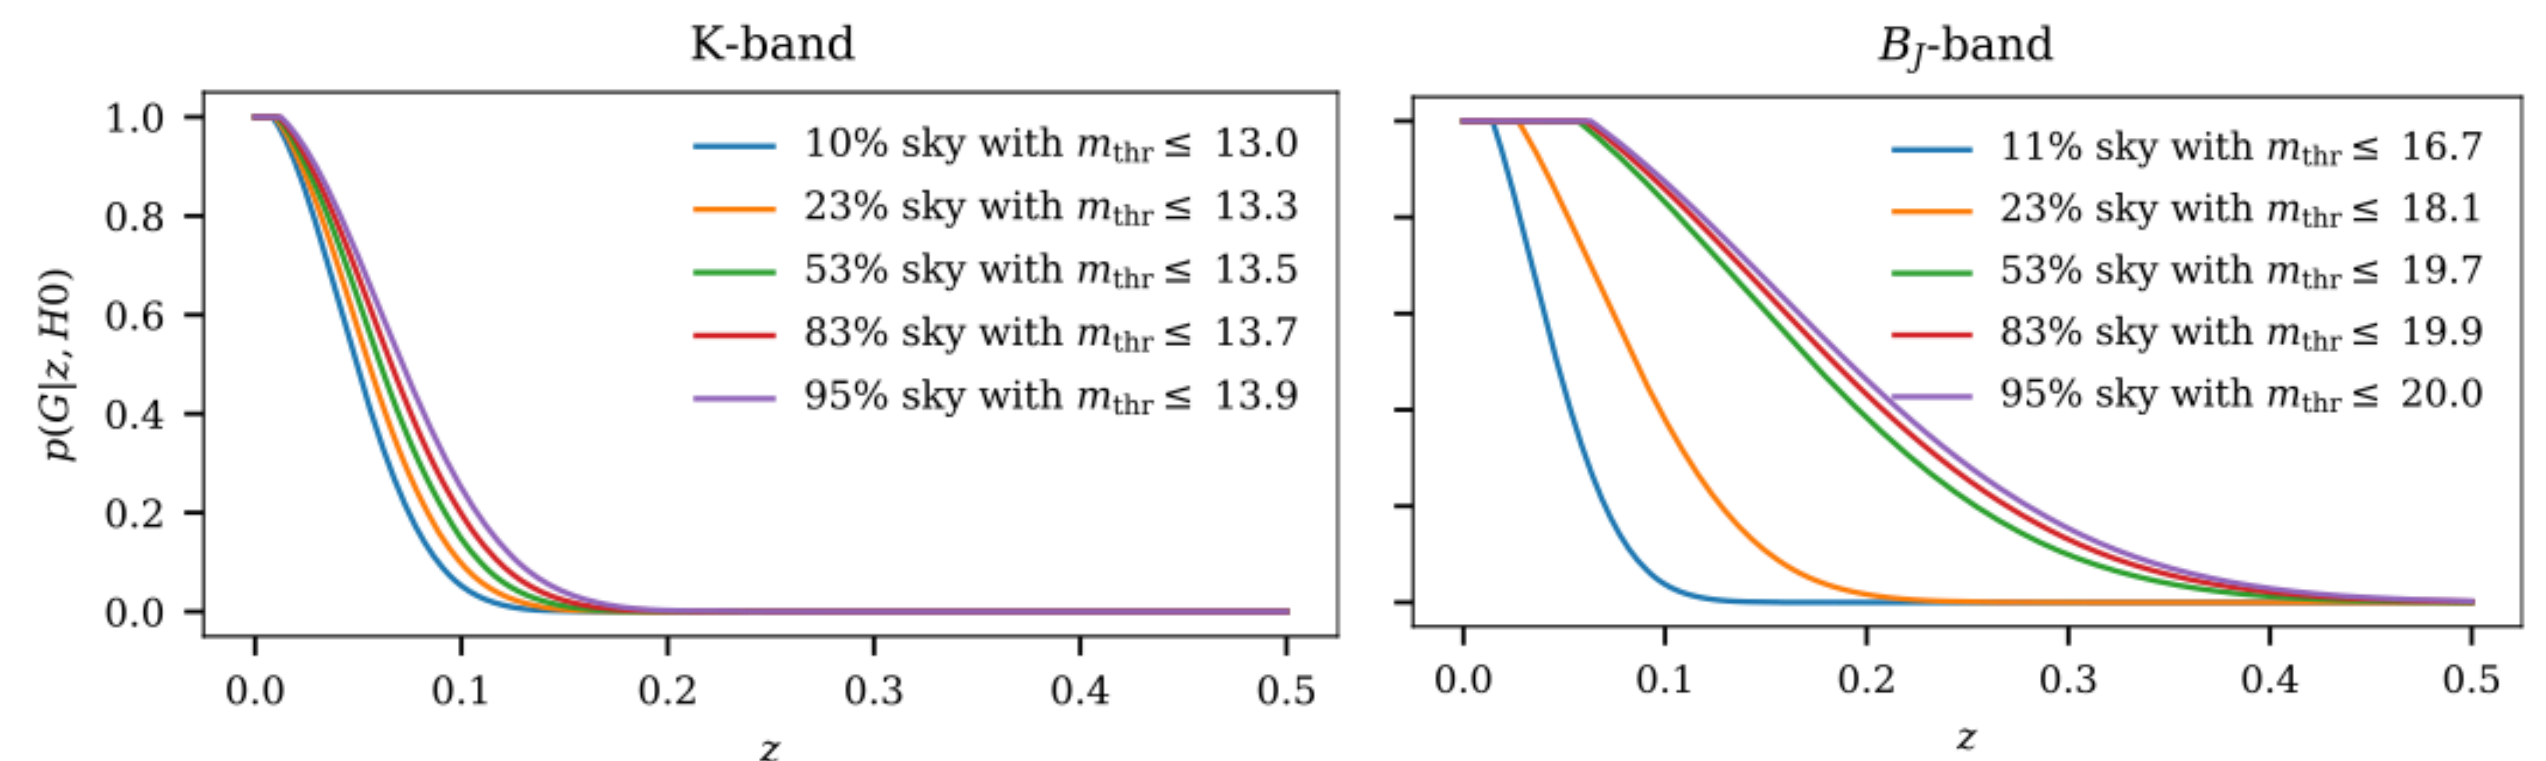 K-band
1.0
0.8
0.6
0.4
0.2
0.0
p(G|z, H0)
10% sky with m_thr ≤ 13.0
23% sky with m_thr ≤ 13.3
53% sky with m_thr ≤ 13.5
83% sky with m_thr ≤ 13.7
95% sky with m_thr ≤ 13.9
0.0 0.1 0.2 0.3 0.4 0.5
z
B_J-band
11% sky with m_thr ≤ 16.7
23% sky with m_thr ≤ 18.1
53% sky with m_thr ≤ 19.7
83% sky with m_thr ≤ 19.9
95% sky with m_thr ≤ 20.0
0.0 0.1 0.2 0.3 0.4 0.5
z